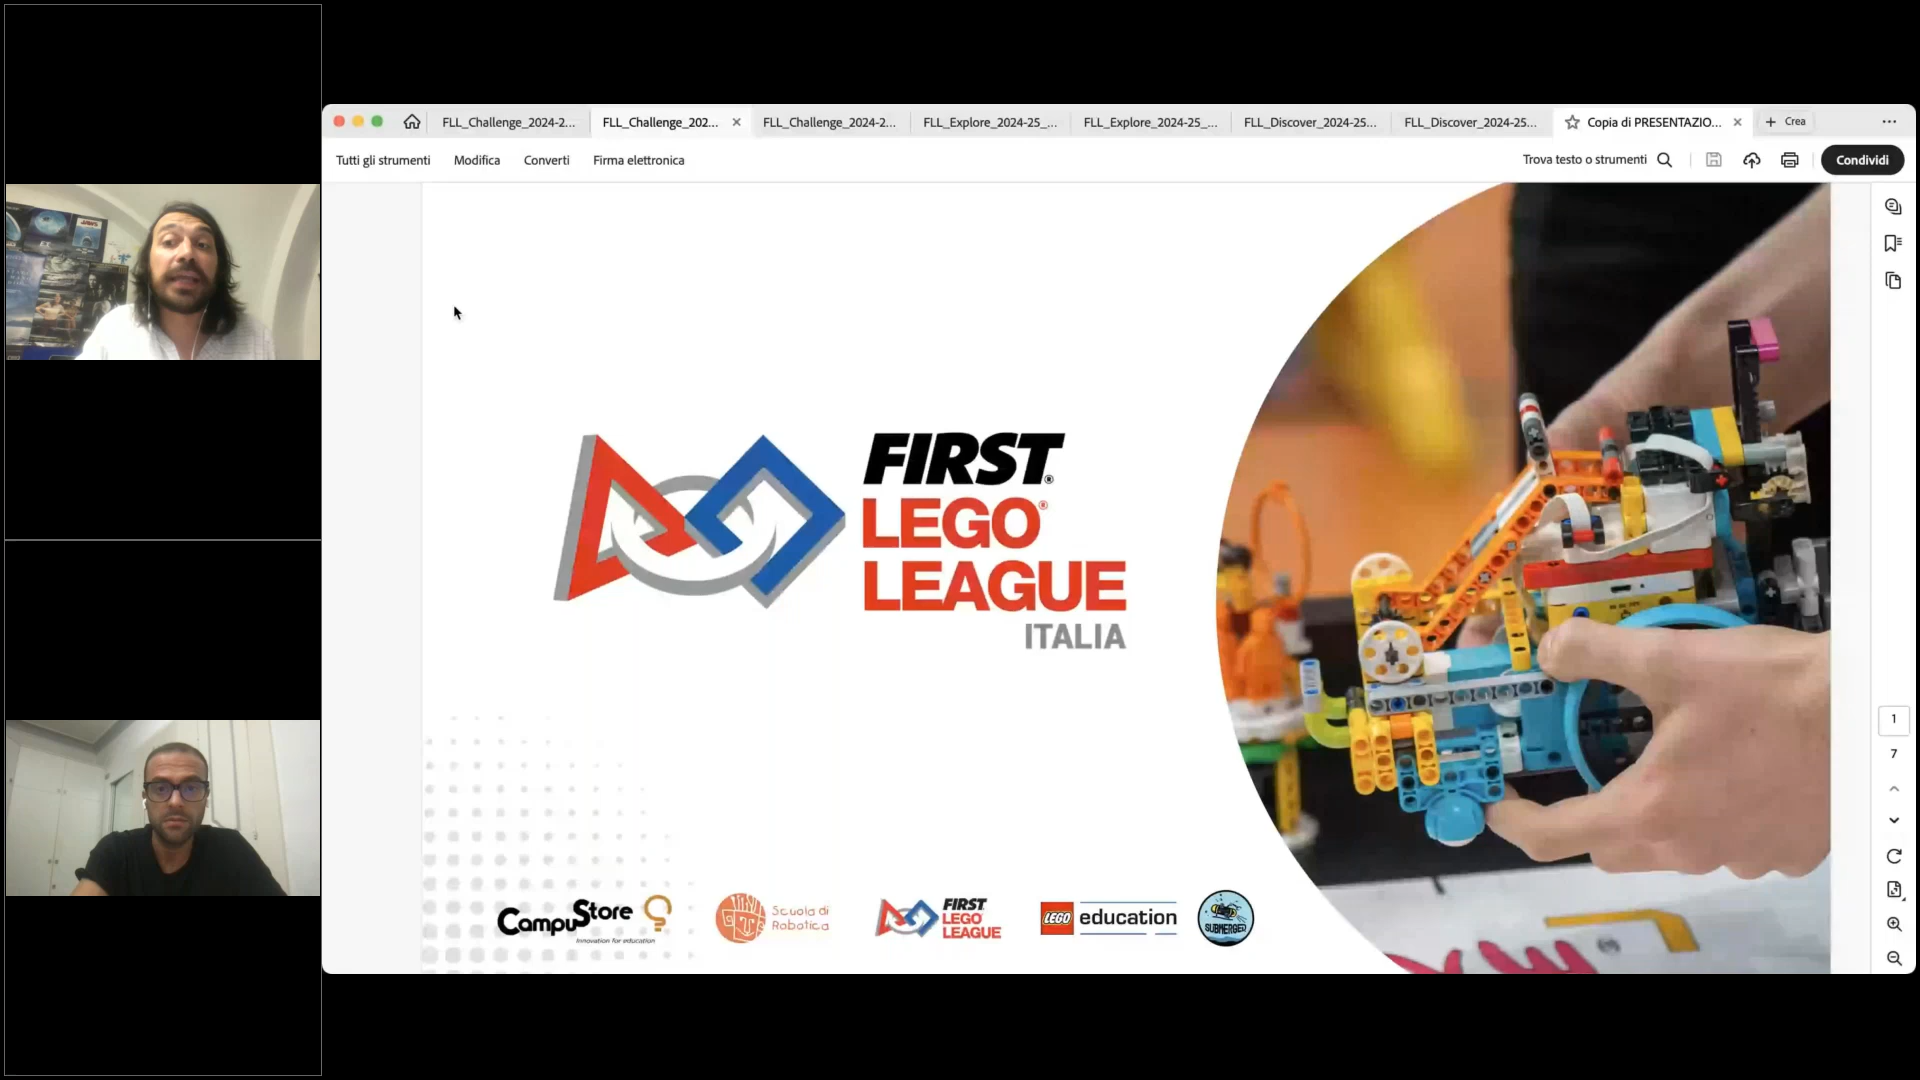 FLL_Challenge_2024-2...
FLL_Challenge_202...
FLL_Challenge_2024-2...
FLL_Explore_2024-25_...
FLL_Explore_2024-25_...
FLL_Discover_2024-25...
FLL_Discover_2024-25...
Copia di PRESENTAZIO...
Crea
Tutti gli strumenti
Modifica
Converti
Firma elettronica
Trova testo o strumenti
Condividi
FIRST®
LEGO®
LEAGUE
ITALIA
CampuStore
Innovation for education
Scuola di
Robotica
FIRST
LEGO
LEAGUE
LEGO education
SUBMERGED
1
7